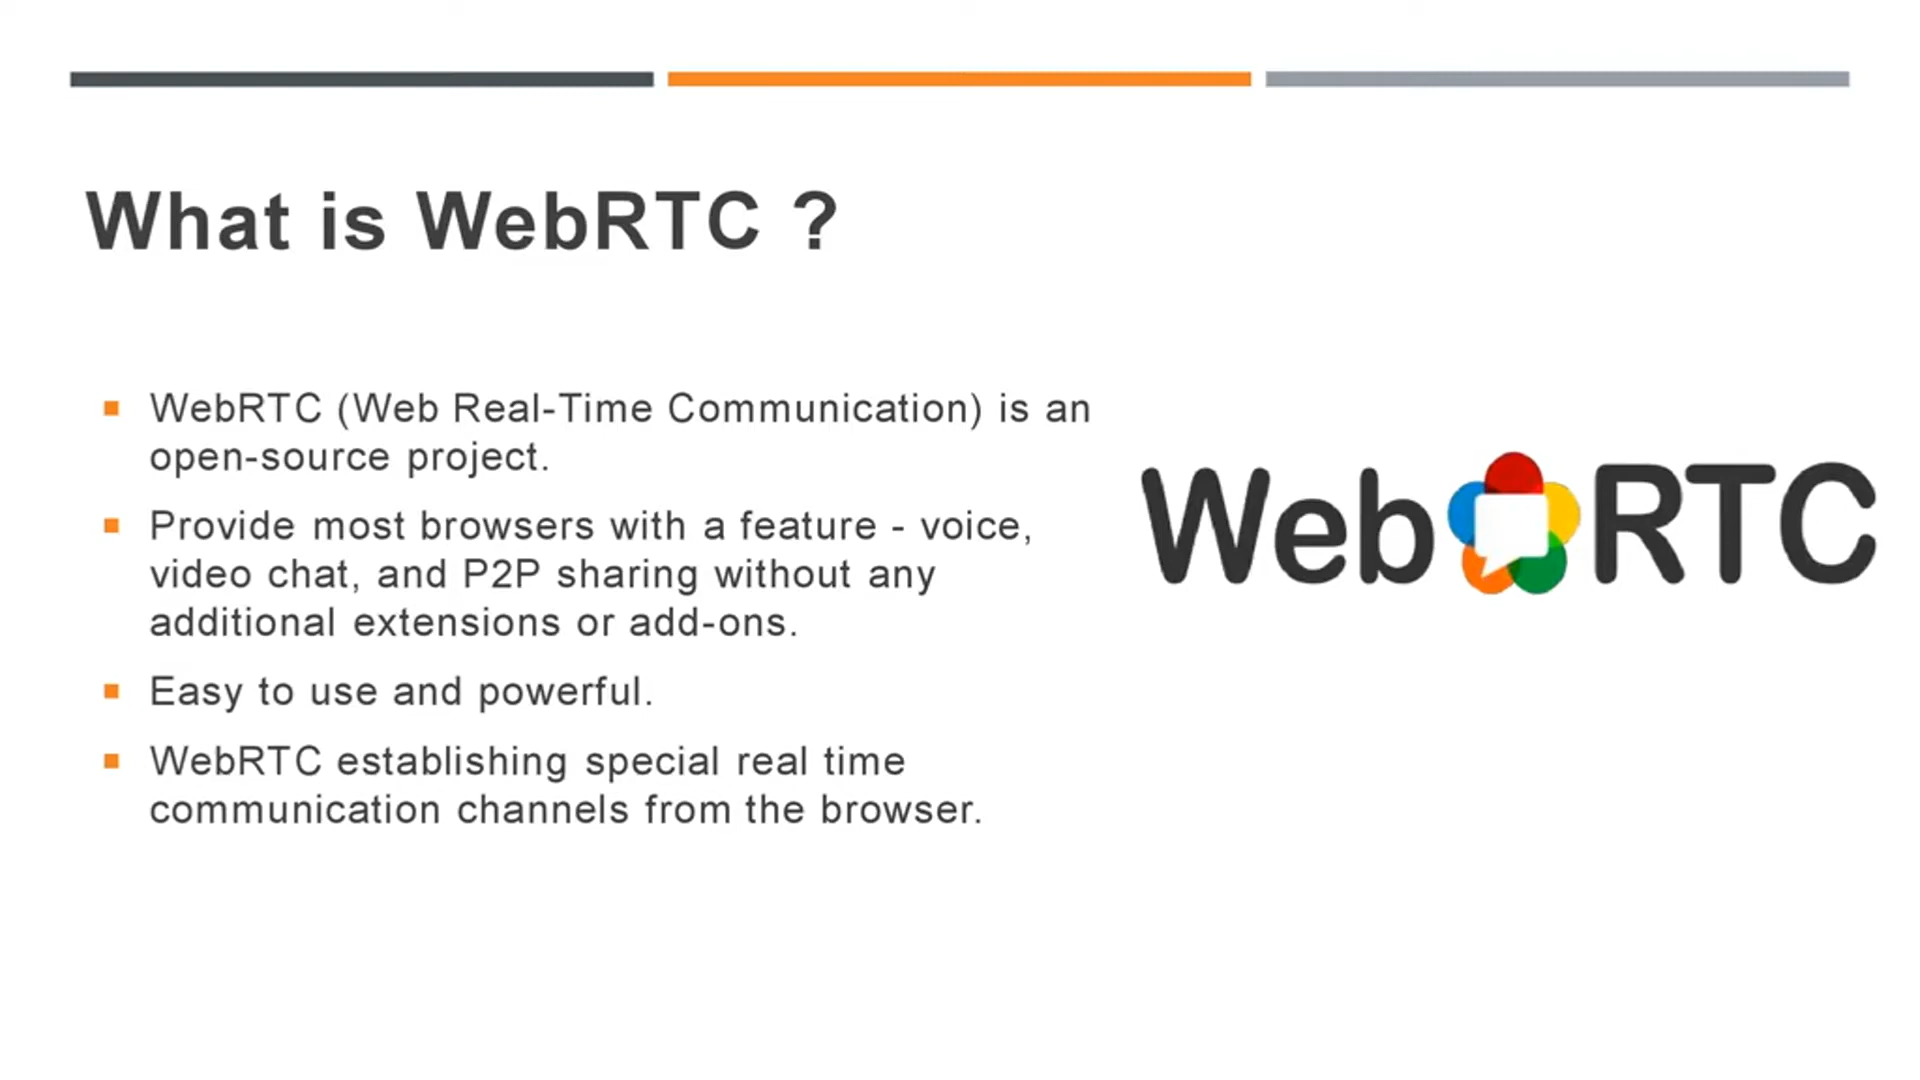 What is WebRTC ?
WebRTC (Web Real-Time Communication) is an
open-source project.
Provide most browsers with a feature - voice,
video chat, and P2P sharing without any
additional extensions or add-ons.
Easy to use and powerful.
WebRTC establishing special real time
communication channels from the browser.
Web RTC